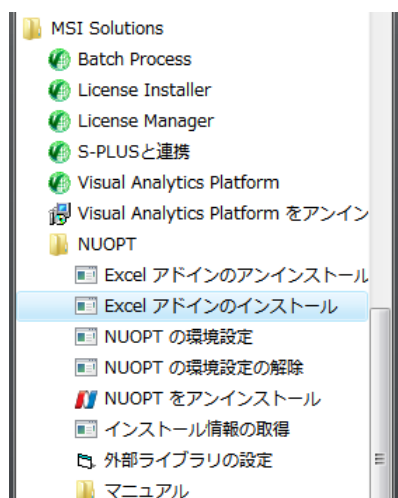 MSI Solutions
Batch Process
License Installer
License Manager
S-PLUSと連携
Visual Analytics Platform
Visual Analytics Platform をアンイン
NUOPT
Excel アドインのアンインストール
Excel アドインのインストール
NUOPT の環境設定
NUOPT の環境設定の解除
NUOPT をアンインストール
インストール情報の取得
外部ライブラリの設定
マニュアル